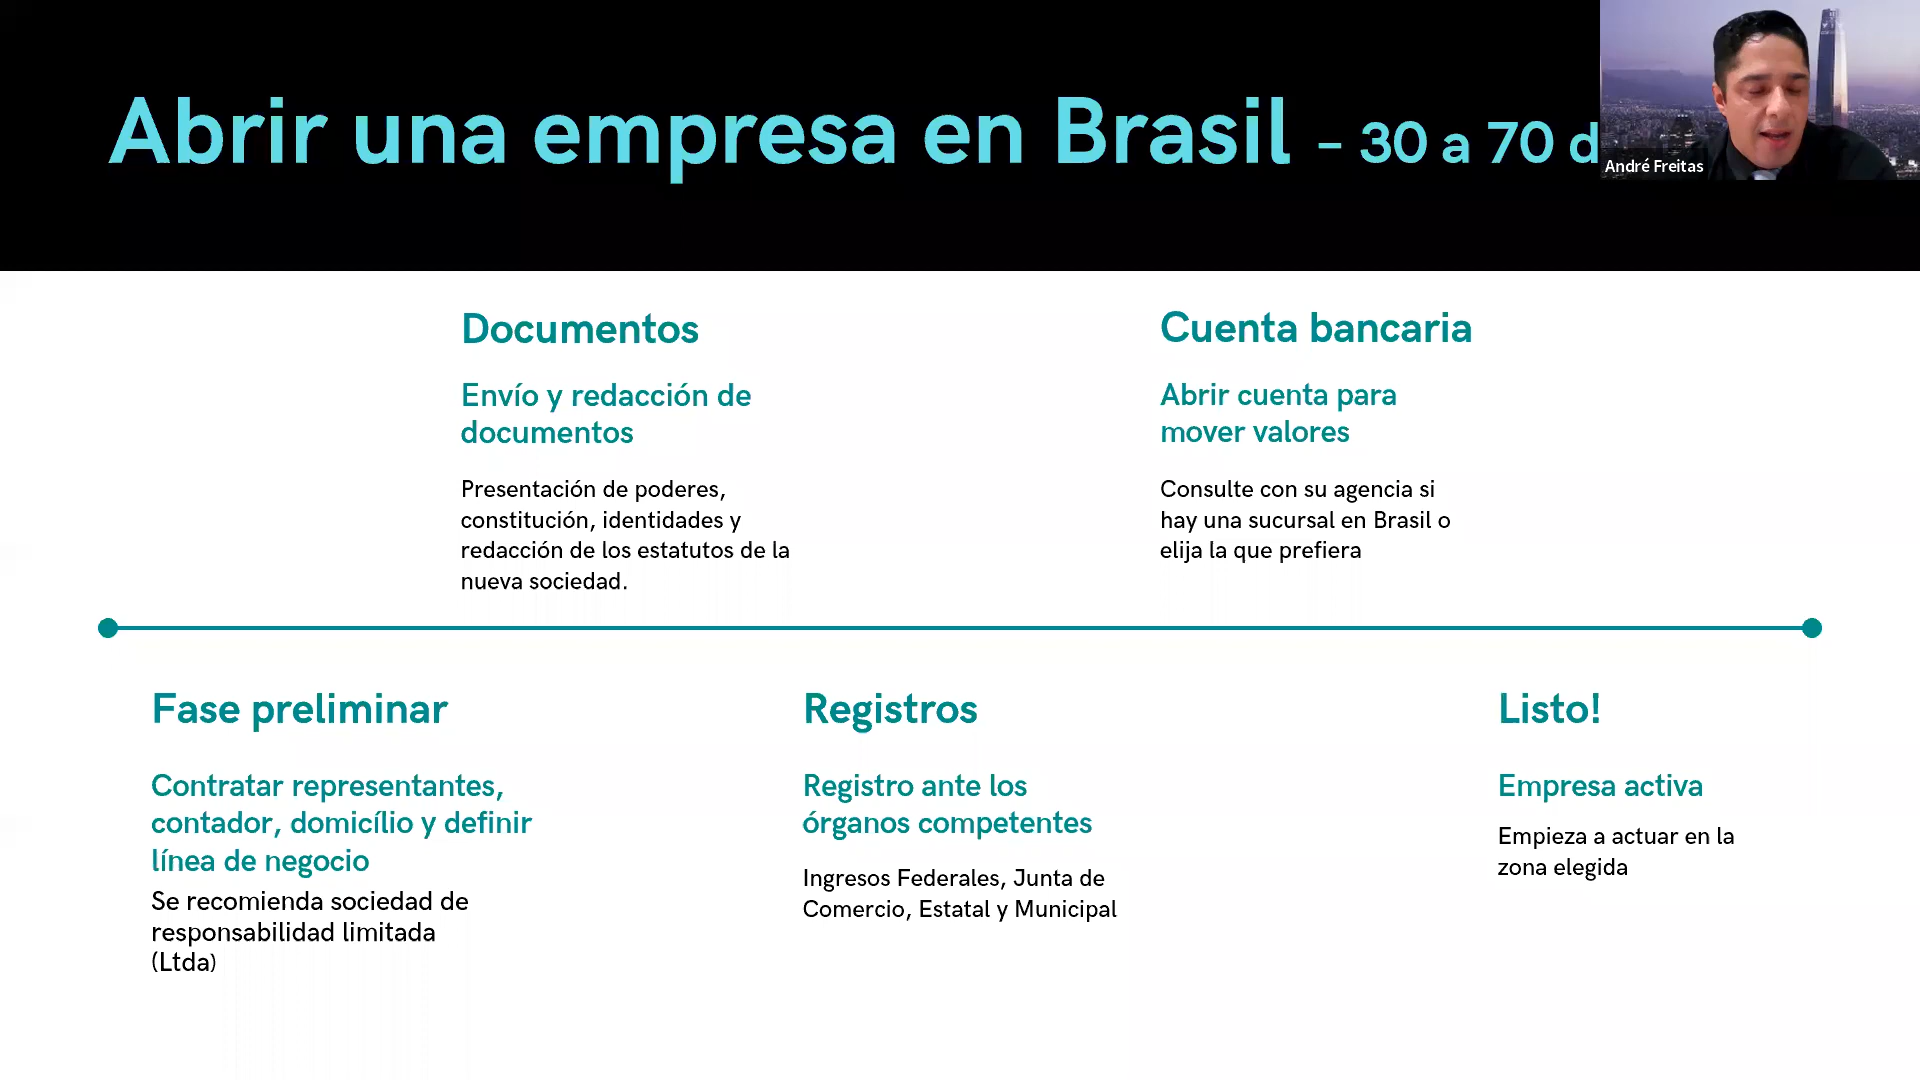 Abrir una empresa en Brasil – 30 a 70
André Freitas
Documentos
Envío y redacción de
documentos
Presentación de poderes,
constitución, identidades y
redacción de los estatutos de la
nueva sociedad.
Cuenta bancaria
Abrir cuenta para
mover valores
Consulte con su agencia si
hay una sucursal en Brasil o
elija la que prefiera
Fase preliminar
Contratar representantes,
contador, domicílio y definir
línea de negocio
Se recomienda sociedad de
responsabilidad limitada
(Ltda)
Registros
Registro ante los
órganos competentes
Ingresos Federales, Junta de
Comercio, Estatal y Municipal
Listo!
Empresa activa
Empieza a actuar en la
zona elegida